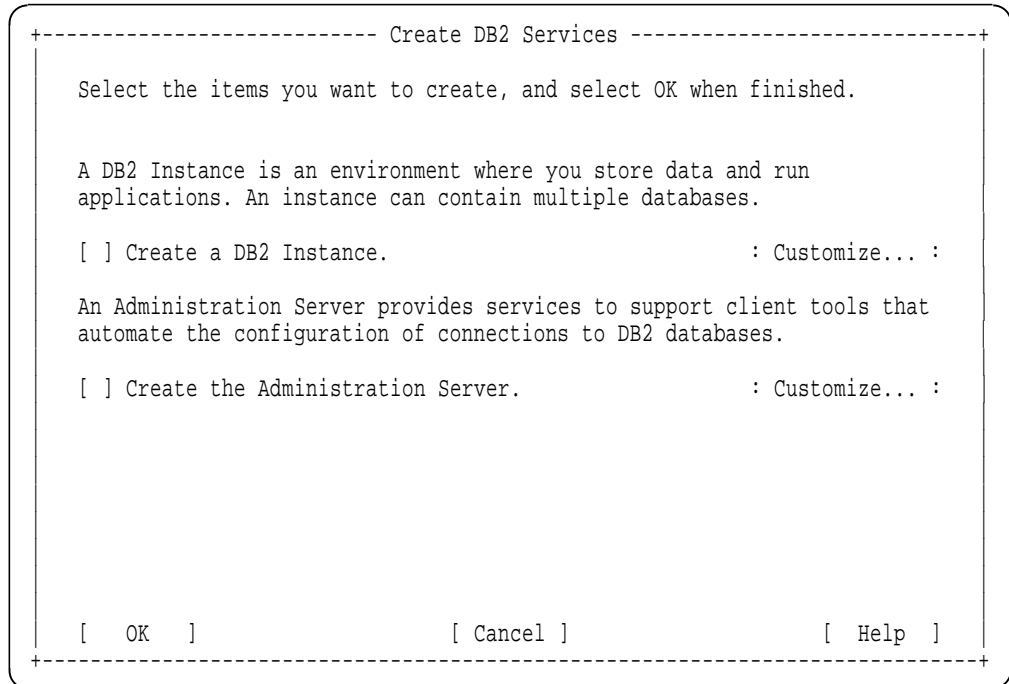 +---------------------------- Create DB2 Services -----------------------------+
Select the items you want to create, and select OK when finished.
A DB2 Instance is an environment where you store data and run
applications. An instance can contain multiple databases.
[ ] Create a DB2 Instance. : Customize... :
An Administration Server provides services to support client tools that
automate the configuration of connections to DB2 databases.
[ ] Create the Administration Server. : Customize... :
[ OK ] [ Cancel ] [ Help ]
+------------------------------------------------------------------------------+